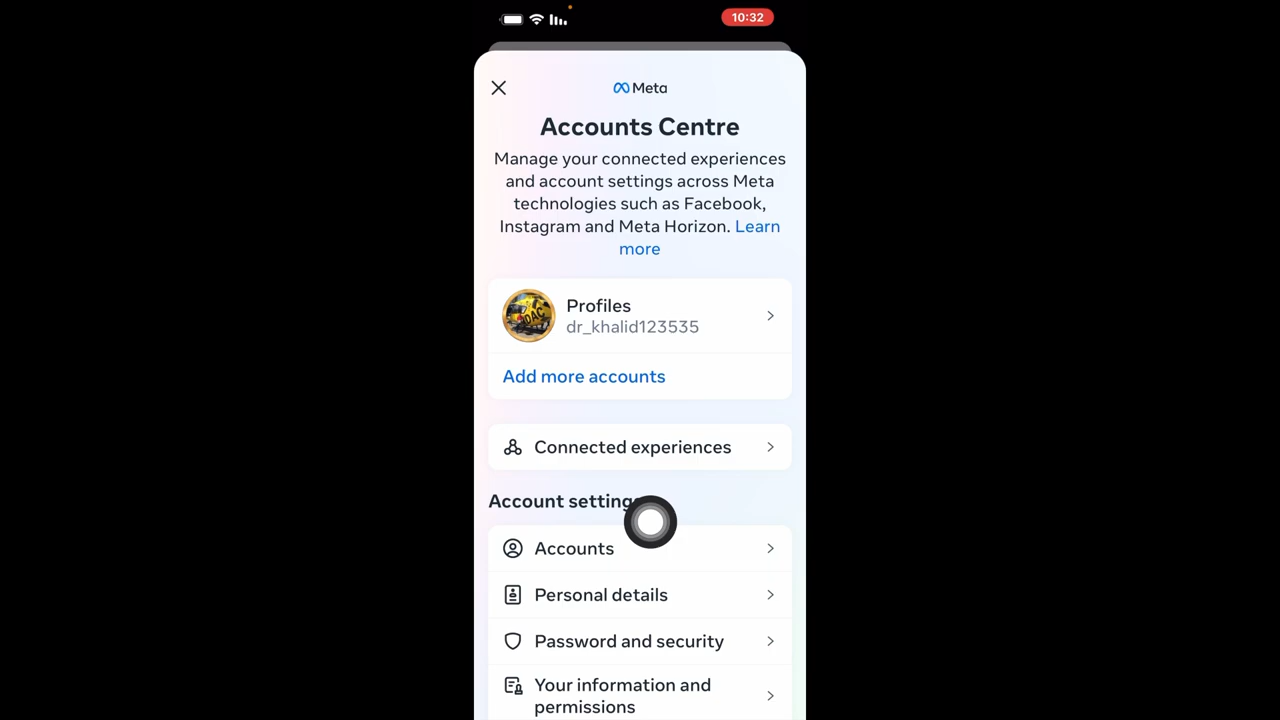 10:32
Meta
Accounts Centre
Manage your connected experiences
and account settings across Meta
technologies such as Facebook,
Instagram and Meta Horizon. Learn
more
DAC
Profiles
dr_khalid123535
Add more accounts
Connected experiences
Account settings
Accounts
Personal details
Password and security
Your information and
permissions